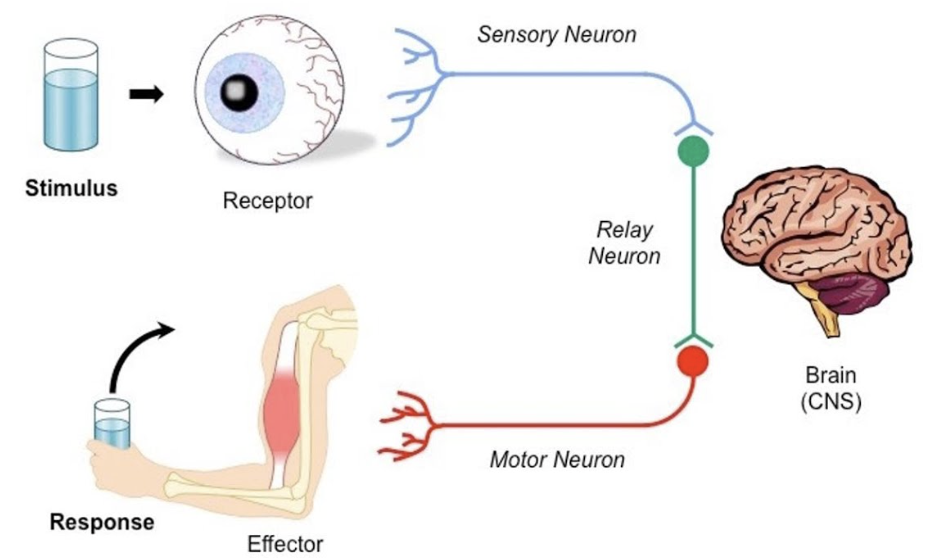 Sensory Neuron
Stimulus
Receptor
Relay
Neuron
Brain
(CNS)
Motor Neuron
Response
Effector